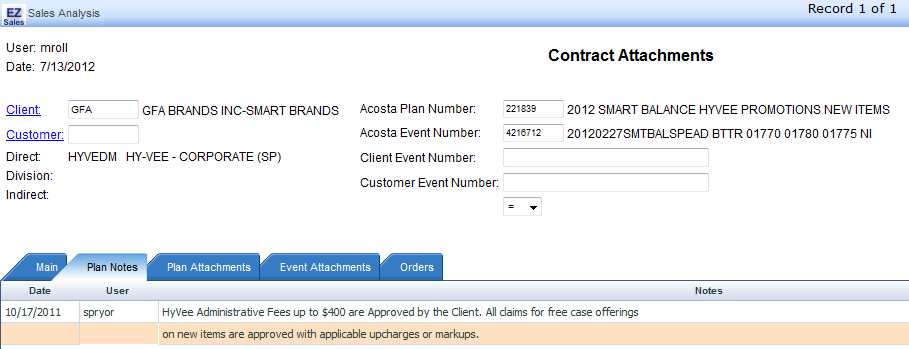 EZ Sales Sales Analysis Record 1 of 1
User: mroll
Contract Attachments
Date: 7/13/2012
Client: GFA GFA BRANDS INC-SMART BRANDS
Acosta Plan Number: 221839 2012 SMART BALANCE HYVEE PROMOTIONS NEW ITEMS
Customer:
Acosta Event Number: 4216712 20120227SMTBALSPEAD BTTR 01770 01780 01775 NI
Direct: HYVEDM HY-VEE - CORPORATE (SP)
Client Event Number:
Division:
Customer Event Number:
Indirect:
=
Main Plan Notes Plan Attachments Event Attachments Orders
Date User Notes
10/17/2011 spryor HyVee Administrative Fees up to $400 are Approved by the Client. All claims for free case offerings
on new items are approved with applicable upcharges or markups.